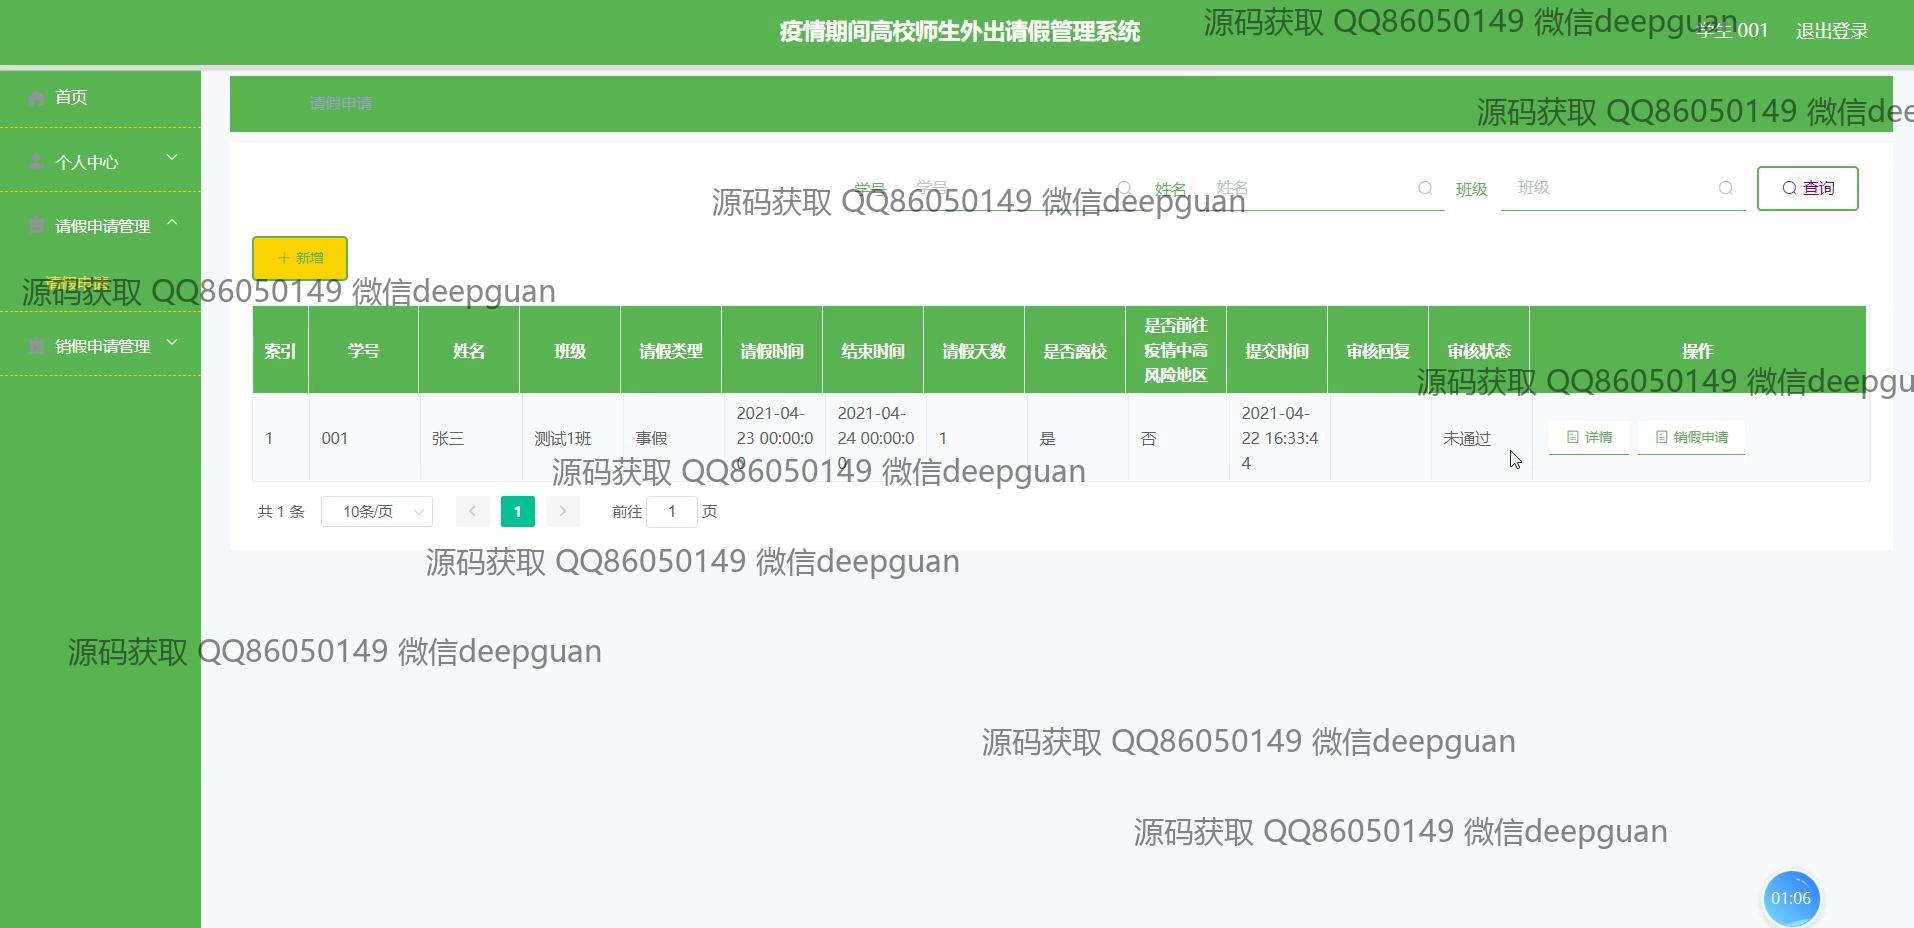 疫情期间高校师生外出请假管理系统
源码获取 QQ86050149 微信deepguan
学生 001
退出登录
首页
请假申请
源码获取 QQ86050149 微信dee
个人中心
学号
学号
姓名
姓名
班级
班级
查询
源码获取 QQ86050149 微信deepguan
请假申请管理
新增
请假申请
源码获取 QQ86050149 微信deepguan
销假申请管理
索引 学号 姓名 班级 请假类型 请假时间 结束时间 请假天数 是否离校 是否前往疫情中高风险地区 提交时间 审核回复 审核状态 操作
源码获取 QQ86050149 微信deepgu
1 001 张三 测试1班 事假 2021-04-23 00:00:00 2021-04-24 00:00:00 1 是 否 2021-04-22 16:33:44 未通过 详情 销假申请
源码获取 QQ86050149 微信deepguan
共 1 条 10条/页 1 前往 1 页
源码获取 QQ86050149 微信deepguan
源码获取 QQ86050149 微信deepguan
源码获取 QQ86050149 微信deepguan
源码获取 QQ86050149 微信deepguan
01:06